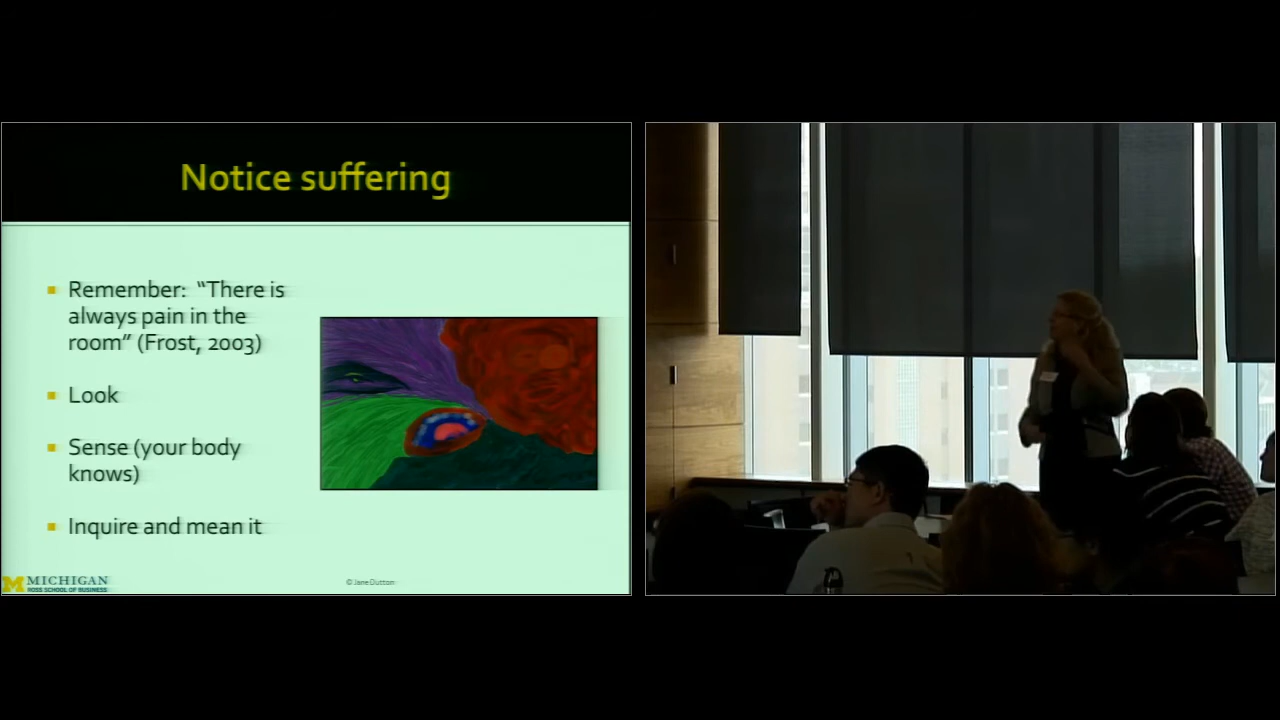 Notice suffering
Remember: “There is
always pain in the
room” (Frost, 2003)
Look
Sense (your body
knows)
Inquire and mean it
M MICHIGAN
ROSS SCHOOL OF BUSINESS
© Jane Dutton